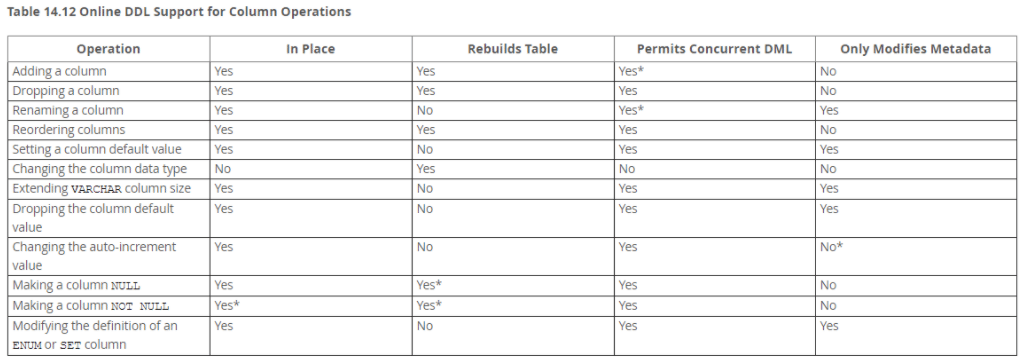 Table 14.12 Online DDL Support for Column Operations
Operation In Place Rebuilds Table Permits Concurrent DML Only Modifies Metadata
Adding a column Yes Yes Yes* No
Dropping a column Yes Yes Yes No
Renaming a column Yes No Yes* Yes
Reordering columns Yes Yes Yes No
Setting a column default value Yes No Yes Yes
Changing the column data type No Yes No No
Extending VARCHAR column size Yes No Yes Yes
Dropping the column default Yes No Yes Yes
value
Changing the auto-increment Yes No Yes No*
value
Making a column NULL Yes Yes* Yes No
Making a column NOT NULL Yes* Yes* Yes No
Modifying the definition of an Yes No Yes Yes
ENUM or SET column